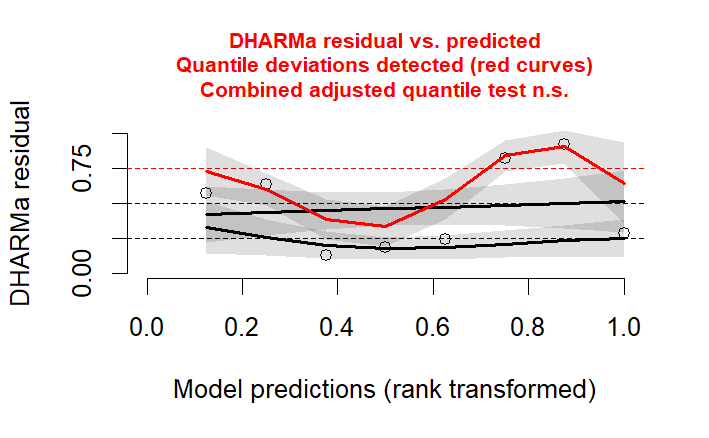 DHARMa residual vs. predicted
Quantile deviations detected (red curves)
Combined adjusted quantile test n.s.
DHARMa residual
0.75
0.00
0.0 0.2 0.4 0.6 0.8 1.0
Model predictions (rank transformed)